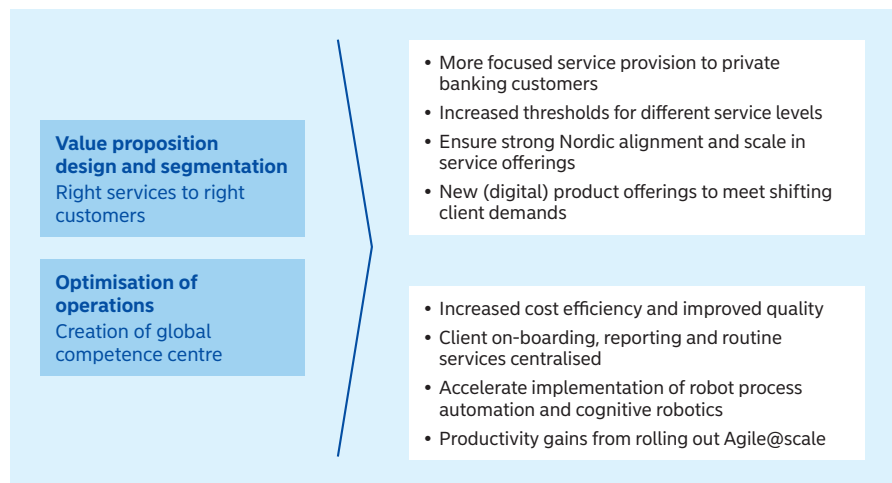 Value proposition
design and segmentation
Right services to right
customers
Optimisation of
operations
Creation of global
competence centre
• More focused service provision to private
banking customers
• Increased thresholds for different service levels
• Ensure strong Nordic alignment and scale in
service offerings
• New (digital) product offerings to meet shifting
client demands
• Increased cost efficiency and improved quality
• Client on-boarding, reporting and routine
services centralised
• Accelerate implementation of robot process
automation and cognitive robotics
• Productivity gains from rolling out Agile@scale